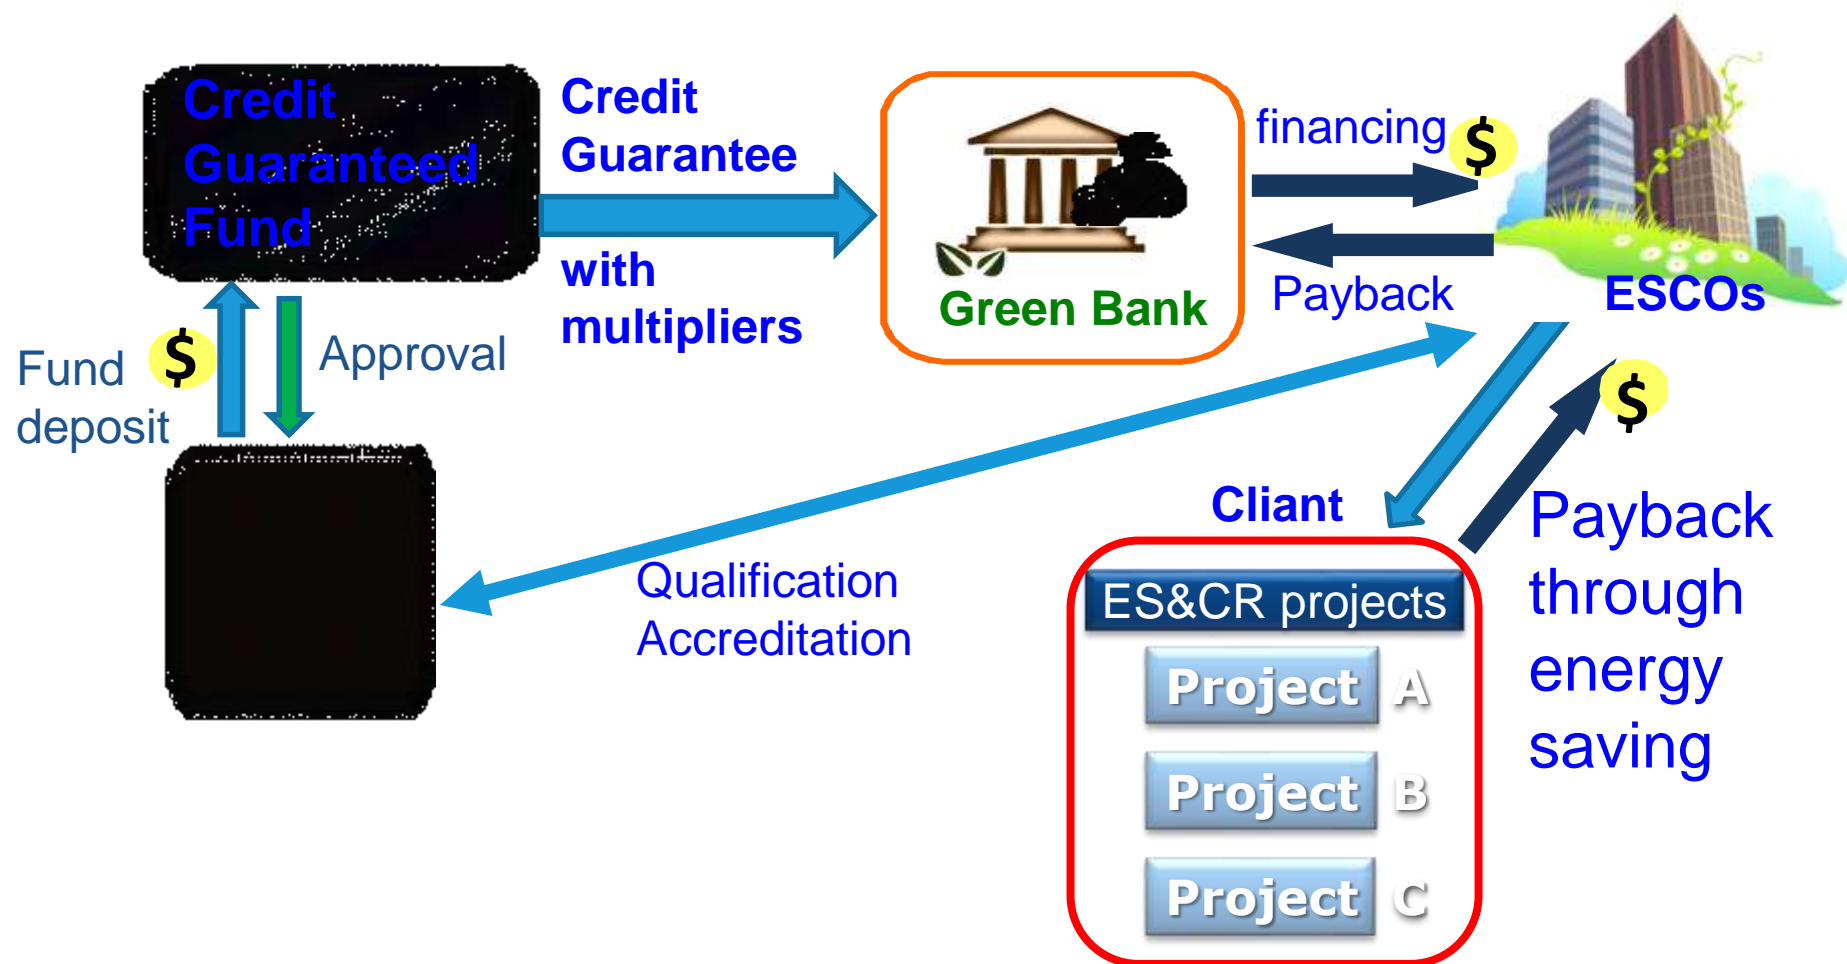 Credit
Guaranteed
Fund
Credit
Guarantee
with
multipliers
Green Bank
financing
$
Payback
ESCOs
Fund
deposit
$
Approval
$
Qualification
Accreditation
Cliant
ES&CR projects
Project A
Project B
Project C
Payback
through
energy
saving